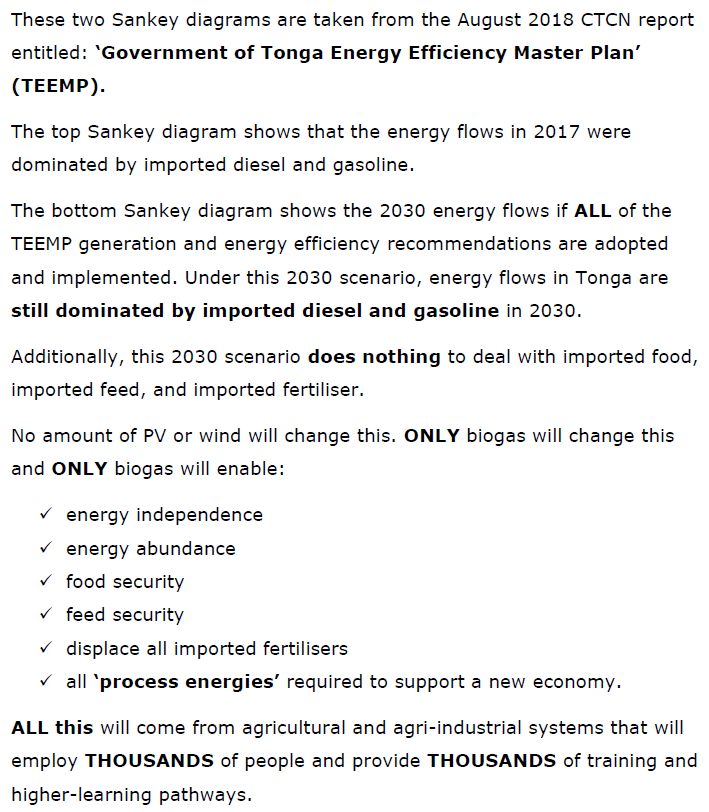 These two Sankey diagrams are taken from the August 2018 CTCN report
entitled: ‘Government of Tonga Energy Efficiency Master Plan’
(TEEMP).
The top Sankey diagram shows that the energy flows in 2017 were
dominated by imported diesel and gasoline.
The bottom Sankey diagram shows the 2030 energy flows if ALL of the
TEEMP generation and energy efficiency recommendations are adopted
and implemented. Under this 2030 scenario, energy flows in Tonga are
still dominated by imported diesel and gasoline in 2030.
Additionally, this 2030 scenario does nothing to deal with imported food,
imported feed, and imported fertiliser.
No amount of PV or wind will change this. ONLY biogas will change this
and ONLY biogas will enable:
✓ energy independence
✓ energy abundance
✓ food security
✓ feed security
✓ displace all imported fertilisers
✓ all ‘process energies’ required to support a new economy.
ALL this will come from agricultural and agri-industrial systems that will
employ THOUSANDS of people and provide THOUSANDS of training and
higher-learning pathways.